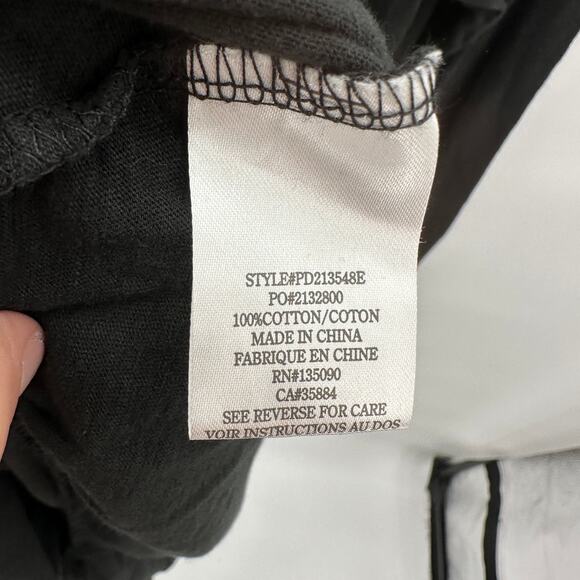 STYLE#PD213548E
PO#2132800
100%COTTON/COTON
MADE IN CHINA
FABRIQUE EN CHINE
RN#135090
CA#35884
SEE REVERSE FOR CARE
VOIR INSTRUCTIONS AU DOS